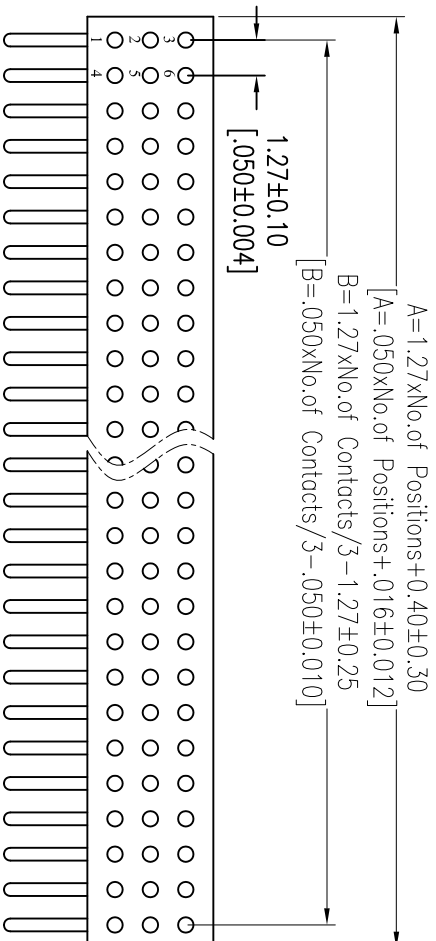 A=1.27xNo.of Positions+0.40±0.30
[A=.050xNo.of Positions+.016±0.012]
B=1.27xNo.of Contacts/3-1.27±0.25
[B=.050xNo.of Contacts/3-.050±0.010]
1.27±0.10
[.050±0.004]
3 6
2 5
1 4